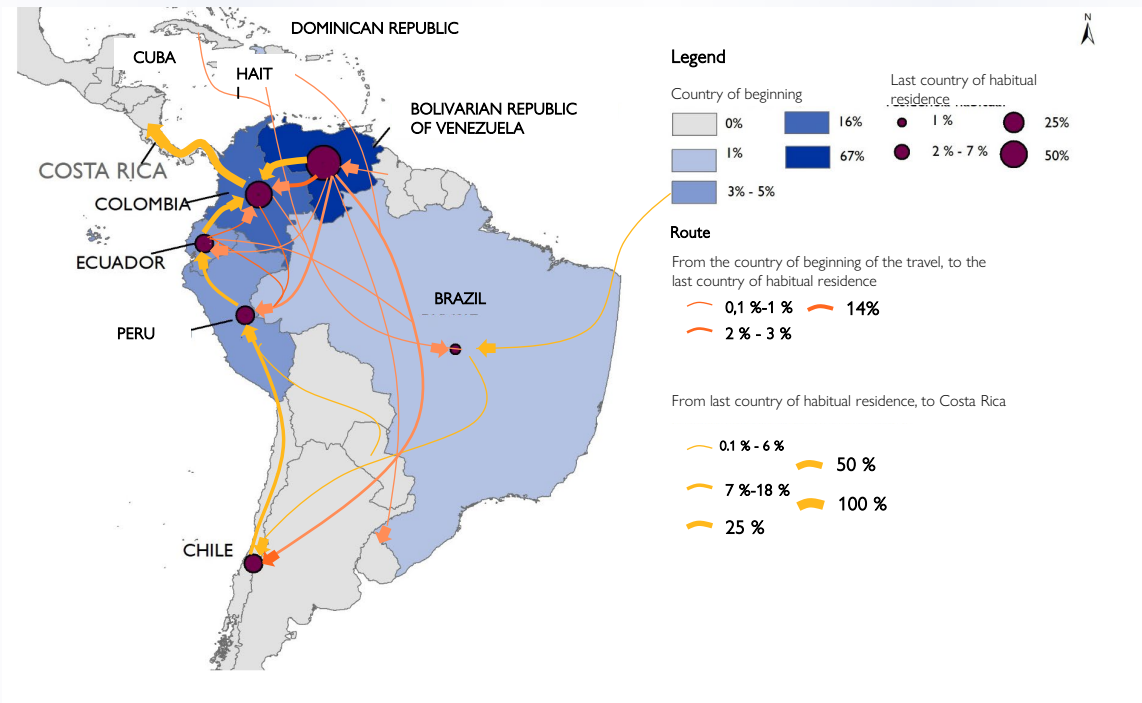 DOMINICAN REPUBLIC
CUBA
HAIT
BOLIVARIAN REPUBLIC
OF VENEZUELA
COSTA RICA
COLOMBIA
ECUADOR
PERU
BRAZIL
CHILE
N
Legend
Country of beginning
0%
16%
1%
67%
3% - 5%
Last country of habitual
residence
1 %
25%
2 % - 7 %
50%
Route
From the country of beginning of the travel, to the
last country of habitual residence
0,1 %-1 %
14%
2 % - 3 %
From last country of habitual residence, to Costa Rica
0.1 % - 6 %
50 %
7 %-18 %
100 %
25 %